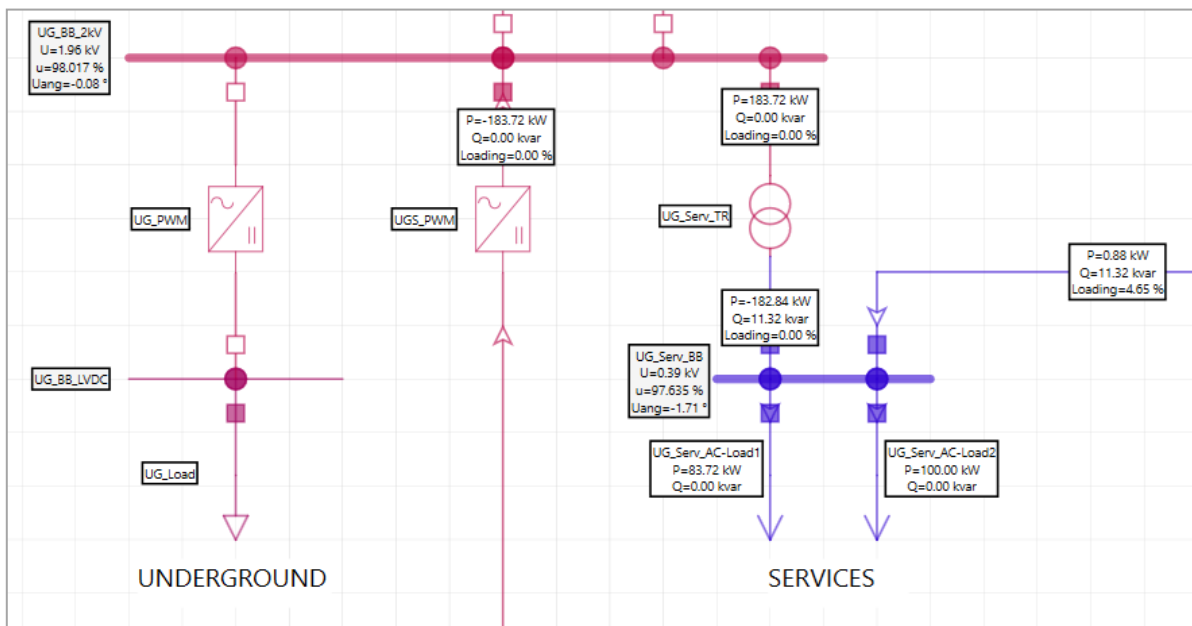 UG_BB_2kV
U=1.96 kV
u=98.017 %
Uang=-0.08 °
P=-183.72 kW
Q=0.00 kvar
Loading=0.00 %
P=183.72 kW
Q=0.00 kvar
Loading=0.00 %
UG_PWM
UGS_PWM
UG_Serv_TR
P=0.88 kW
Q=11.32 kvar
Loading=4.65 %
P=-182.84 kW
Q=11.32 kvar
Loading=0.00 %
UG_BB_LVDC
UG_Serv_BB
U=0.39 kV
u=97.635 %
Uang=-1.71 °
UG_Load
UG_Serv_AC-Load1
P=83.72 kW
Q=0.00 kvar
UG_Serv_AC-Load2
P=100.00 kW
Q=0.00 kvar
UNDERGROUND
SERVICES